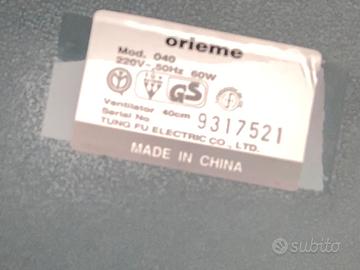 orieme
Mod. 040
220V~ 50Hz 60W
GS
Ventilator 40cm
Serial No 9317521
TUNG FU ELECTRIC CO., LTD.
MADE IN CHINA
subito